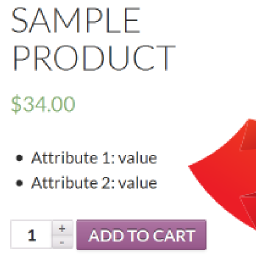 SAMPLE
PRODUCT
$34.00
• Attribute 1: value
• Attribute 2: value
1 + - ADD TO CART